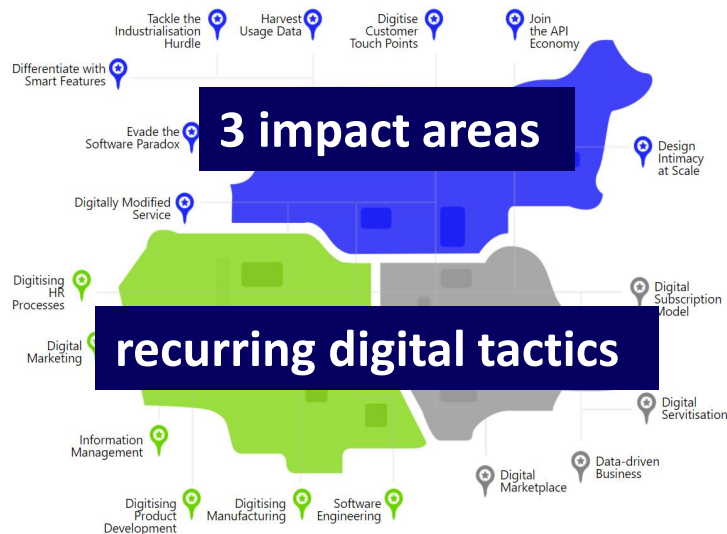 Tackle the
Industrialisation
Hurdle
Harvest
Usage Data
Digitise
Customer
Touch Points
Join
the API
Economy
Differentiate with
Smart Features
3 impact areas
Evade the
Software Paradox
Design
Intimacy
at Scale
Digitally Modified
Service
Digitising
HR
Processes
Digital
Subscription
Model
Digital
Marketing
recurring digital tactics
Digital
Servitisation
Information
Management
Digital
Marketplace
Data-driven
Business
Digitising
Product
Development
Digitising
Manufacturing
Software
Engineering